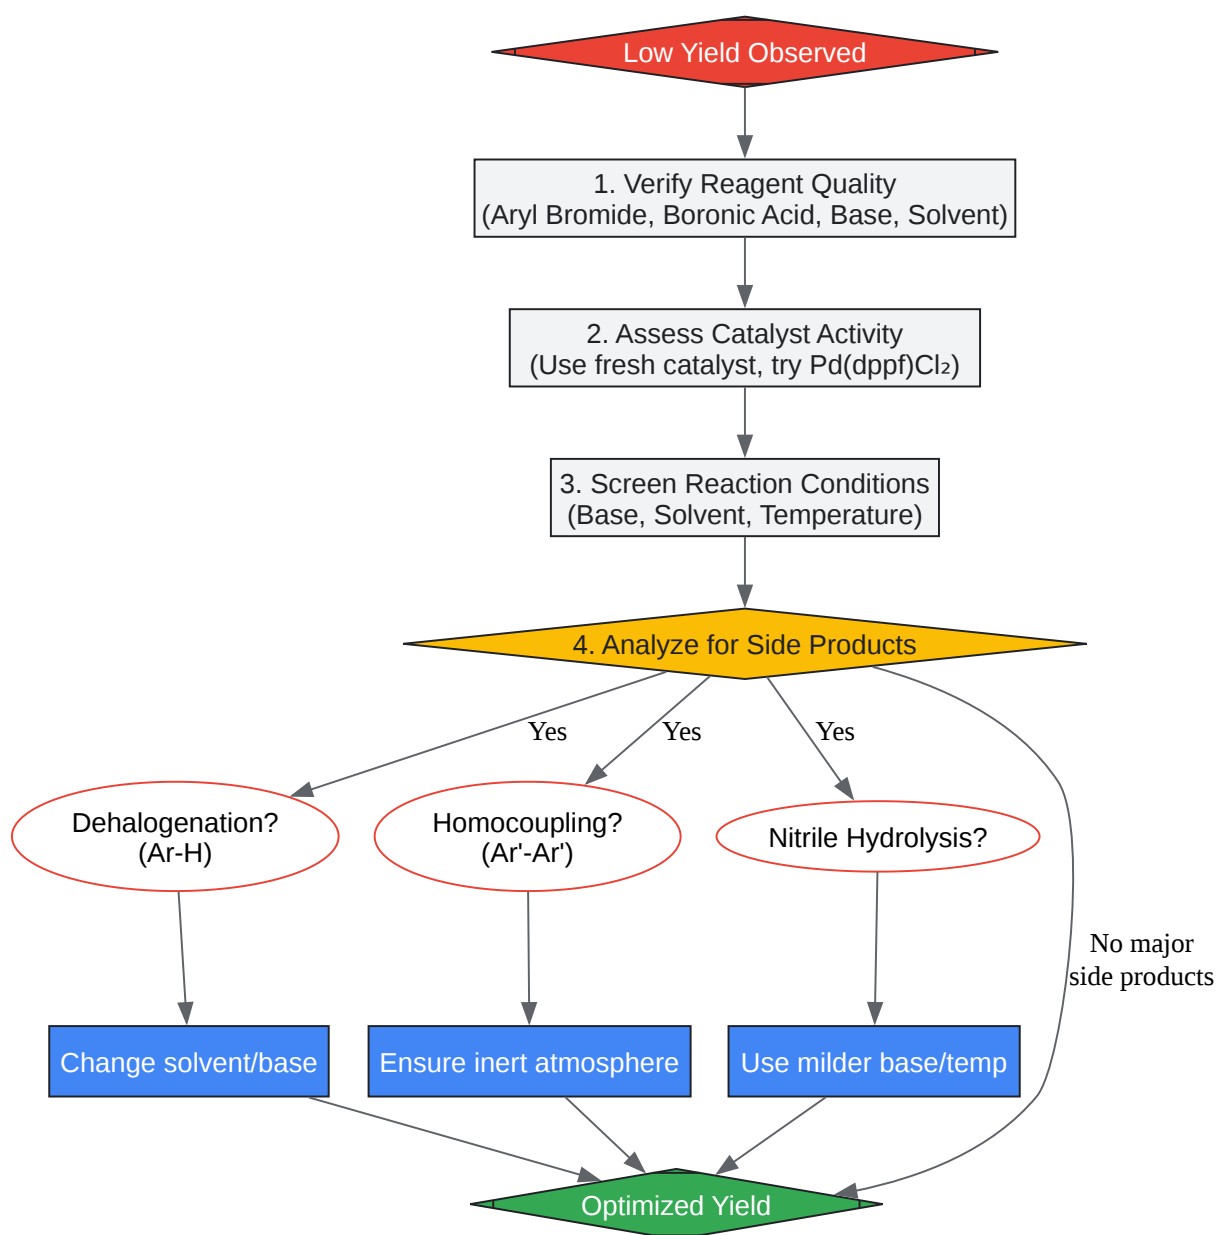 Low Yield Observed
1. Verify Reagent Quality
(Aryl Bromide, Boronic Acid, Base, Solvent)
2. Assess Catalyst Activity
(Use fresh catalyst, try Pd(dppf)Cl₂)
3. Screen Reaction Conditions
(Base, Solvent, Temperature)
4. Analyze for Side Products
Yes
Yes
Yes
Dehalogenation?
(Ar-H)
Homocoupling?
(Ar'-Ar')
Nitrile Hydrolysis?
No major
side products
Change solvent/base
Ensure inert atmosphere
Use milder base/temp
Optimized Yield